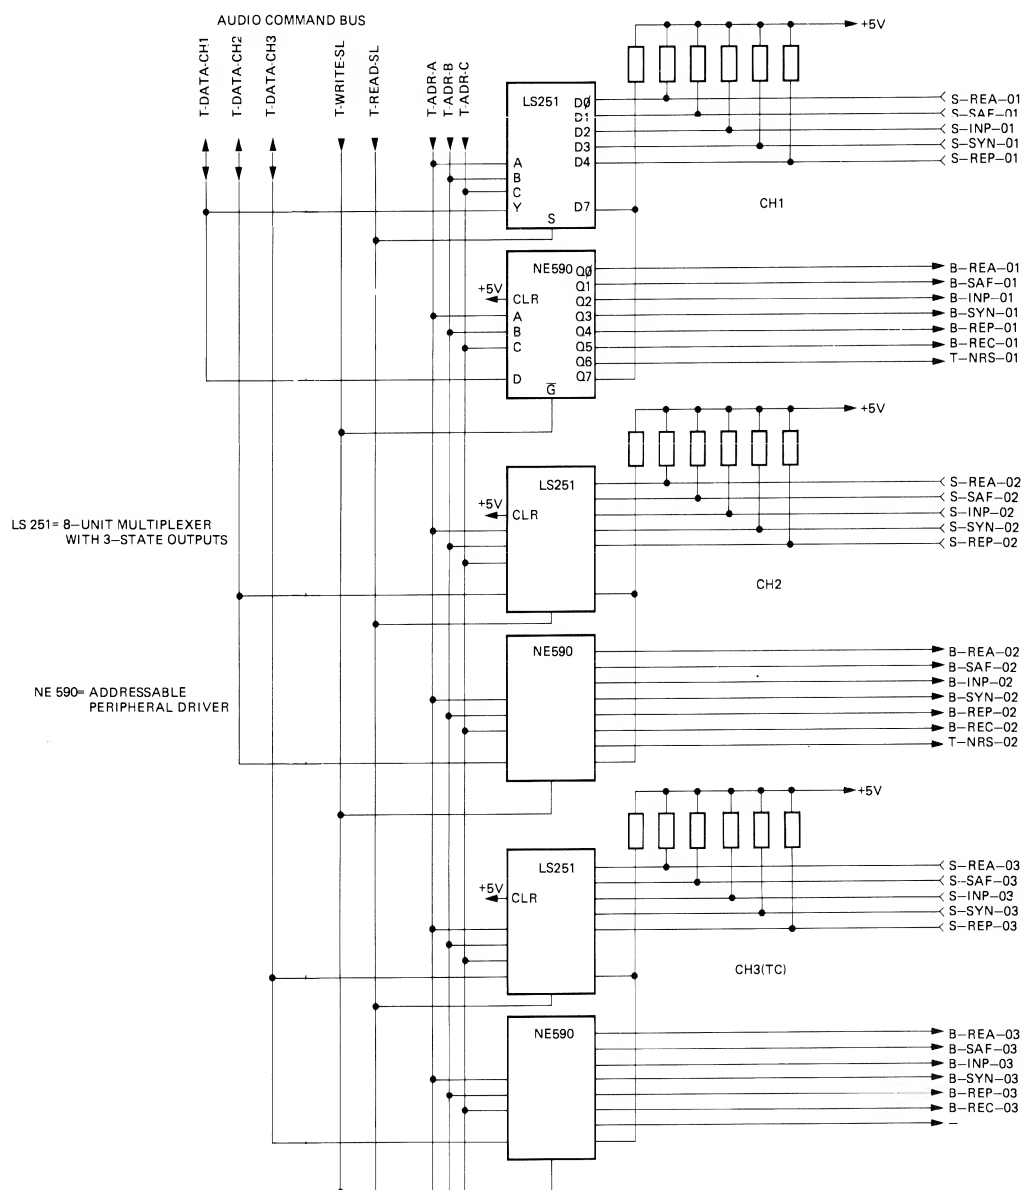 AUDIO COMMAND BUS
T-DATA-CH1
T-DATA-CH2
T-DATA-CH3
T-WRITE-SL
T-READ-SL
T-ADR-A
T-ADR-B
T-ADR-C
+5V
LS251
A
B
C
Y
S
DØ
D1
D2
D3
D4
D7
S-REA-01
S-SAF-01
S-INP-01
S-SYN-01
S-REP-01
CH1
NE590
+5V
CLR
A
B
C
D
G
QØ
Q1
Q2
Q3
Q4
Q5
Q6
Q7
B-REA-01
B-SAF-01
B-INP-01
B-SYN-01
B-REP-01
B-REC-01
T-NRS-01
+5V
LS251
+5V
CLR
S-REA-02
S-SAF-02
S-INP-02
S-SYN-02
S-REP-02
LS 251= 8-UNIT MULTIPLEXER
WITH 3-STATE OUTPUTS
CH2
NE590
B-REA-02
B-SAF-02
B-INP-02
B-SYN-02
B-REP-02
B-REC-02
T-NRS-02
NE 590= ADDRESSABLE
PERIPHERAL DRIVER
+5V
LS251
+5V
CLR
S-REA-03
S-SAF-03
S-INP-03
S-SYN-03
S-REP-03
CH3(TC)
NE590
B-REA-03
B-SAF-03
B-INP-03
B-SYN-03
B-REP-03
B-REC-03
–